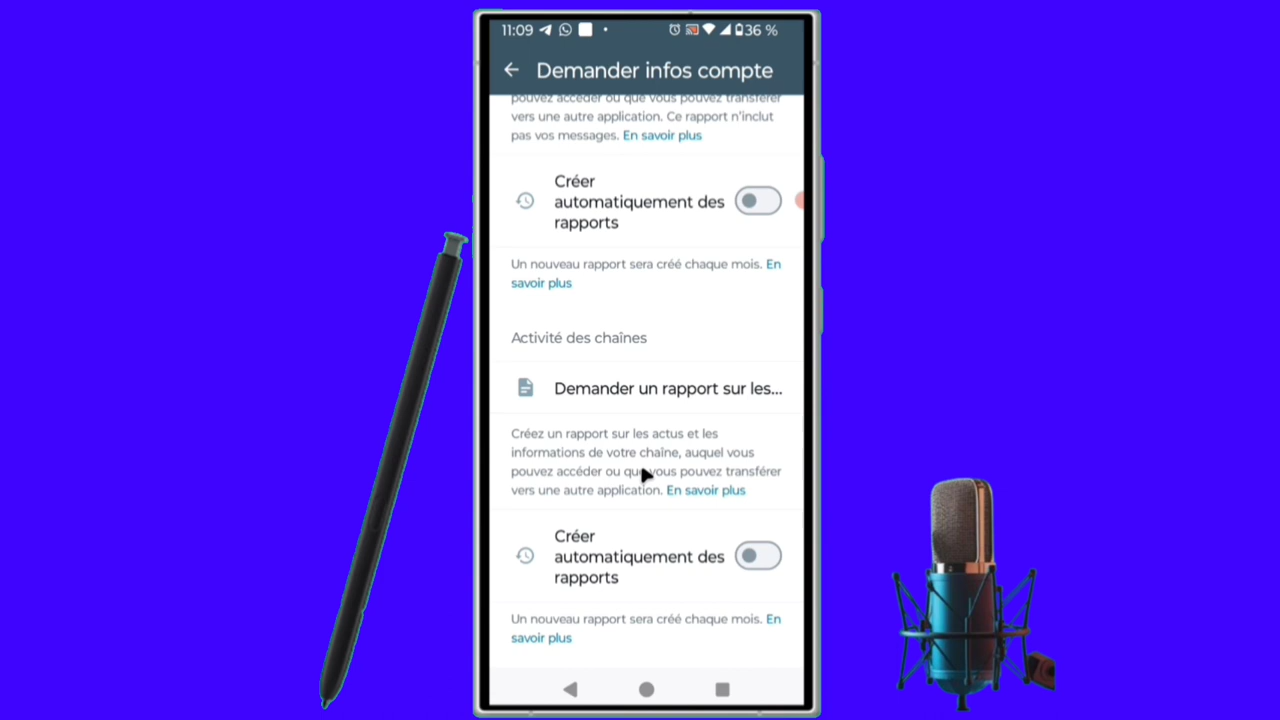 11:09 36 %
Demander infos compte
pouvez accéder ou que vous pouvez transférer
vers une autre application. Ce rapport n'inclut
pas vos messages. En savoir plus
Créer
automatiquement des
rapports
Un nouveau rapport sera créé chaque mois. En
savoir plus
Activité des chaînes
Demander un rapport sur les...
Créez un rapport sur les actus et les
informations de votre chaîne, auquel vous
pouvez accéder ou que vous pouvez transférer
vers une autre application. En savoir plus
Créer
automatiquement des
rapports
Un nouveau rapport sera créé chaque mois. En
savoir plus